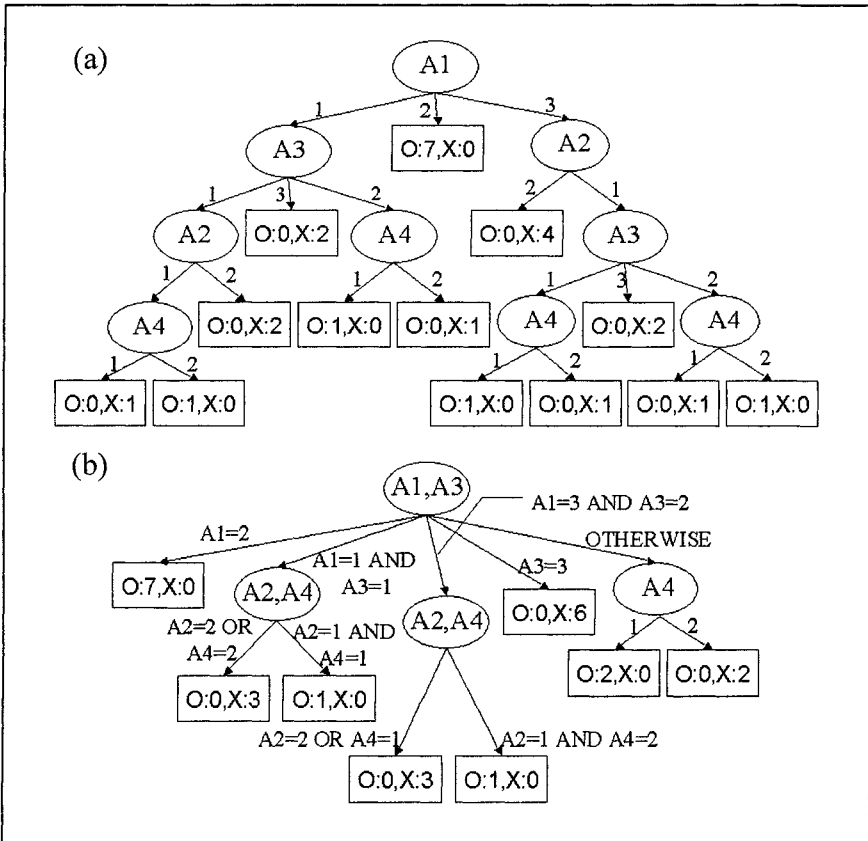 (a)
A1
1 2 3
A3 O:7,X:0 A2
1 3 2 2 1
A2 O:0,X:2 A4 O:0,X:4 A3
1 2 1 2 1 3 2
A4 O:0,X:2 O:1,X:0 O:0,X:1 A4 O:0,X:2 A4
1 2 1 2 1 2
O:0,X:1 O:1,X:0 O:1,X:0 O:0,X:1 O:0,X:1 O:1,X:0
(b)
A1,A3
A1=3 AND A3=2
A1=2
A1=1 AND
A3=1
A3=3
OTHERWISE
O:7,X:0 A2,A4 A2,A4 O:0,X:6 A4
A2=2 OR
A4=2
A2=1 AND
A4=1
1 2
O:0,X:3 O:1,X:0 O:2,X:0 O:0,X:2
A2=2 OR A4=1 A2=1 AND A4=2
O:0,X:3 O:1,X:0